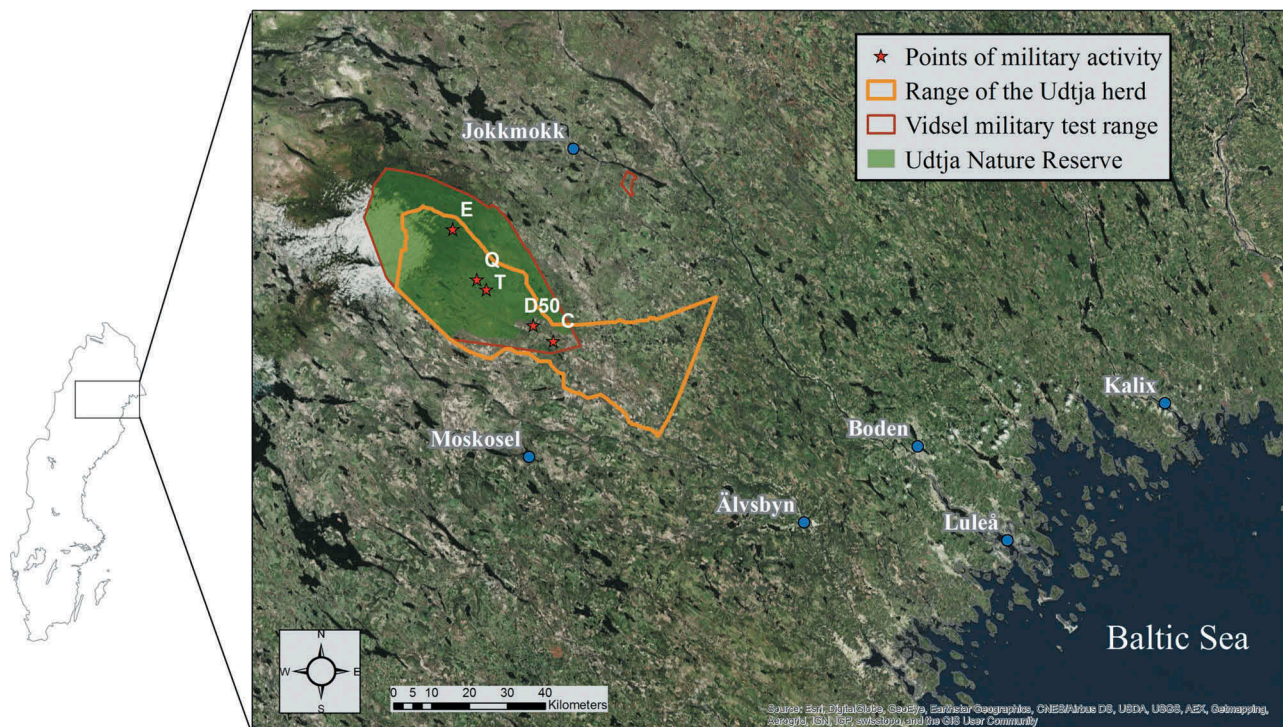 Points of military activity
Range of the Udtja herd
Vidsel military test range
Udtja Nature Reserve
Jokkmokk
E
Q
T
D50
C
Kalix
Moskosel
Boden
Älvsbyn
Luleå
Baltic Sea
N
W E
S
0 5 10 20 30 40
Kilometers
Source: Esri, DigitalGlobe, GeoEye, Earthstar Geographics, CNES/Airbus DS, USDA, USGS, AEX, Getmapping,
Aerogrid, IGN, IGP, swisstopo, and the GIS User Community